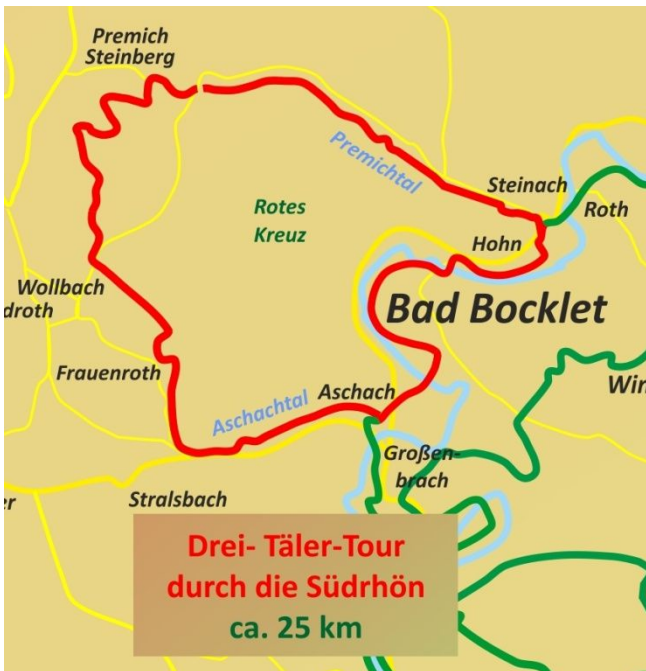 Premich
Steinberg
Premichtal
Steinach
Roth
Rotes
Kreuz
Hohn
Wollbach
droth
Bad Bocklet
Frauenroth
Aschach
Win
Aschachtal
Großen-
brach
er
Stralsbach
Drei- Täler-Tour
durch die Südrhön
ca. 25 km